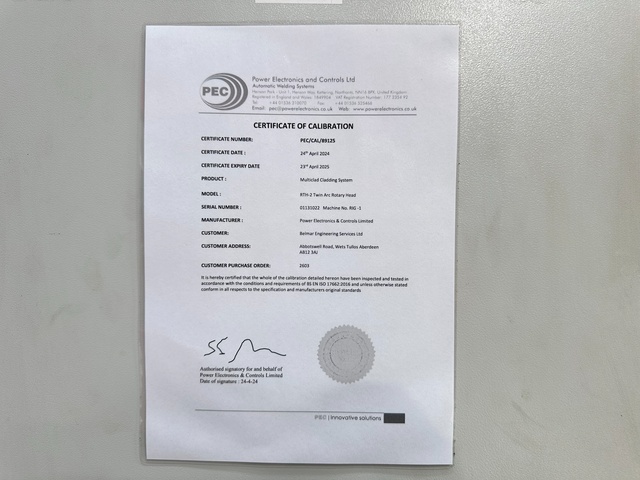 PEC
Power Electronics and Controls Ltd
Automatic Welding Systems
Email: pec@powerelectronics.co.uk Web: www.powerelectronics.co.uk
CERTIFICATE OF CALIBRATION
CERTIFICATE NUMBER: PEC/CAL/89125
CERTIFICATE DATE : 24th April 2024
CERTIFICATE EXPIRY DATE 23rd April 2025
PRODUCT : Multiclad Cladding System
MODEL : RTH-2 Twin Arc Rotary Head
SERIAL NUMBER : 01131022 Machine No. RIG -1
MANUFACTURER : Power Electronics & Controls Limited
CUSTOMER: Belmar Engineering Services Ltd
CUSTOMER ADDRESS: Abbotswell Road, Wets Tullos Aberdeen
AB12 3AJ
CUSTOMER PURCHASE ORDER: 2603
It is hereby certified that the whole of the calibration detailed hereon have been inspected and tested in
accordance with the conditions and requirements of BS EN ISO 17662:2016 and unless otherwise stated
conform in all respects to the specification and manufacturers original standards
Authorised signatory for and behalf of
Power Electronics & Controls Limited
Date of signature : 24-4-24
innovative solutions